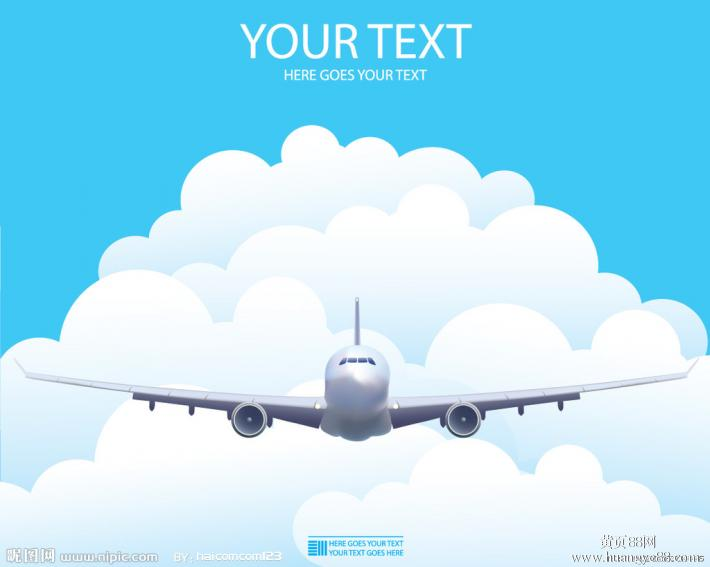 YOUR TEXT
HERE GOES YOUR TEXT
HERE GOES YOUR TEXT
YOUR TEXT GOES HERE
昵图网 www.nipic.com BY: haicomcom123
黄页88网